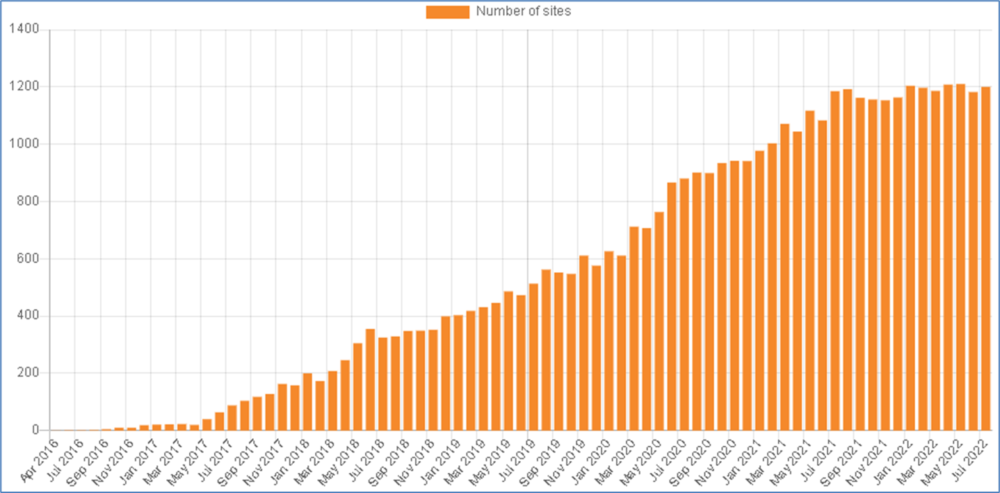 Number of sites
1400
1200
1000
800
600
400
200
0
Apr 2016
Jul 2016
Sep 2016
Nov 2016
Jan 2017
Mar 2017
May 2017
Jul 2017
Sep 2017
Nov 2017
Jan 2018
Mar 2018
May 2018
Jul 2018
Sep 2018
Nov 2018
Jan 2019
Mar 2019
May 2019
Jul 2019
Sep 2019
Nov 2019
Jan 2020
Mar 2020
May 2020
Jul 2020
Sep 2020
Nov 2020
Jan 2021
Mar 2021
May 2021
Jul 2021
Sep 2021
Nov 2021
Jan 2022
Mar 2022
May 2022
Jul 2022